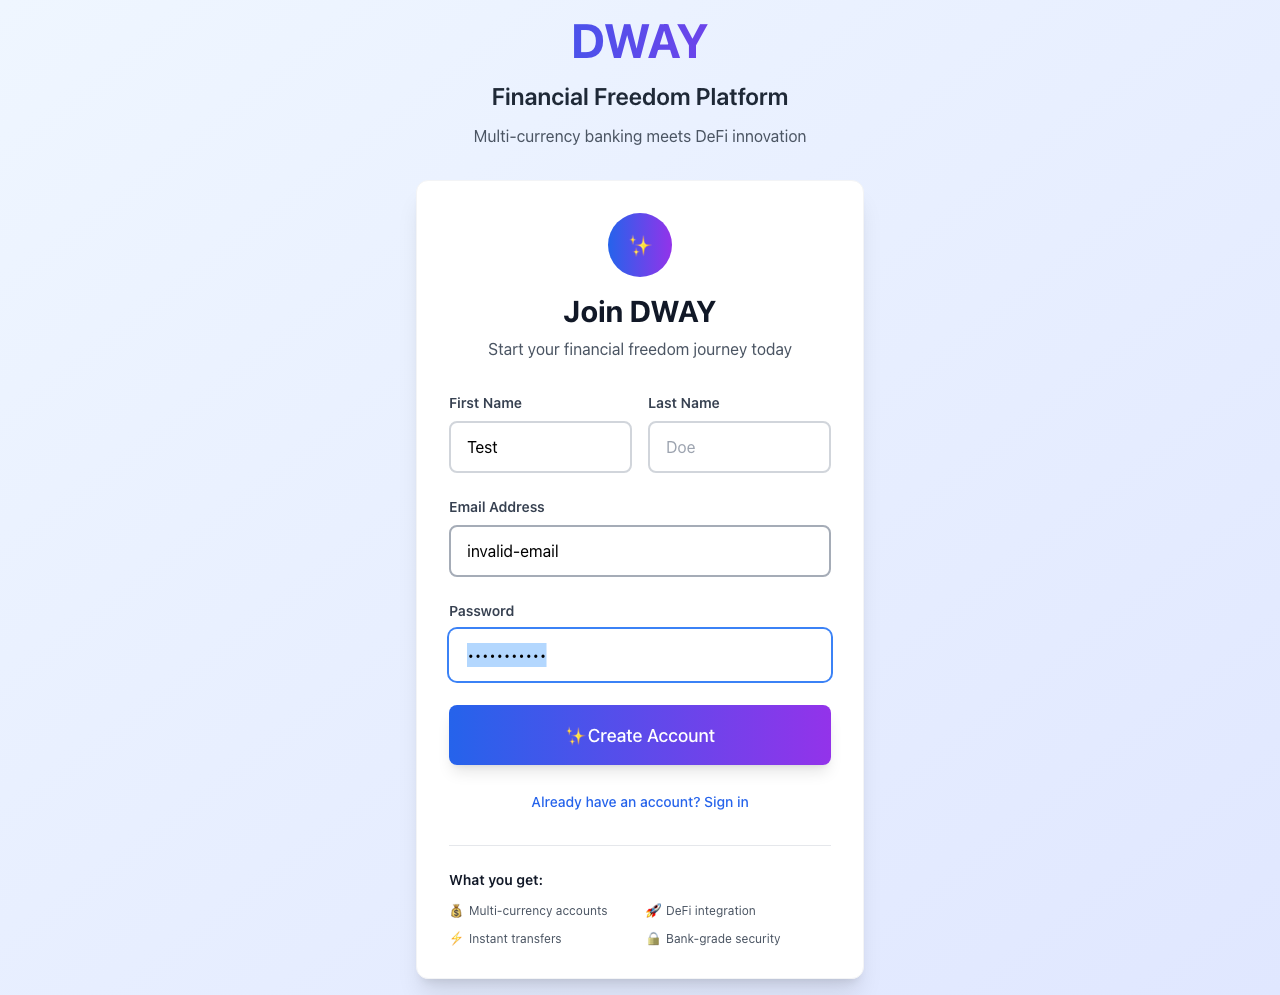 DWAY
Financial Freedom Platform
Multi-currency banking meets DeFi innovation
Join DWAY
Start your financial freedom journey today
First Name Last Name
Test Doe
Email Address
invalid-email
Password
•••••••••••
✨ Create Account
Already have an account? Sign in
What you get:
💰 Multi-currency accounts 🚀 DeFi integration
⚡ Instant transfers 🔒 Bank-grade security